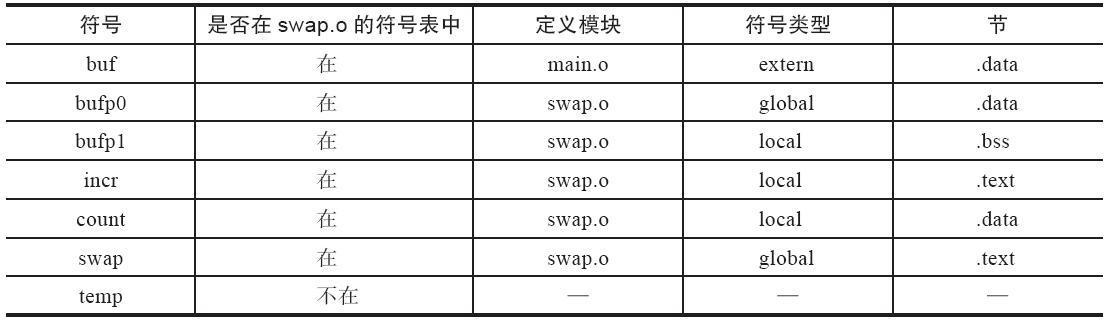 符号 是否在 swap.o 的符号表中 定义模块 符号类型 节
buf 在 main.o extern .data
bufp0 在 swap.o global .data
bufp1 在 swap.o local .bss
incr 在 swap.o local .text
count 在 swap.o local .data
swap 在 swap.o global .text
temp 不在 — — —